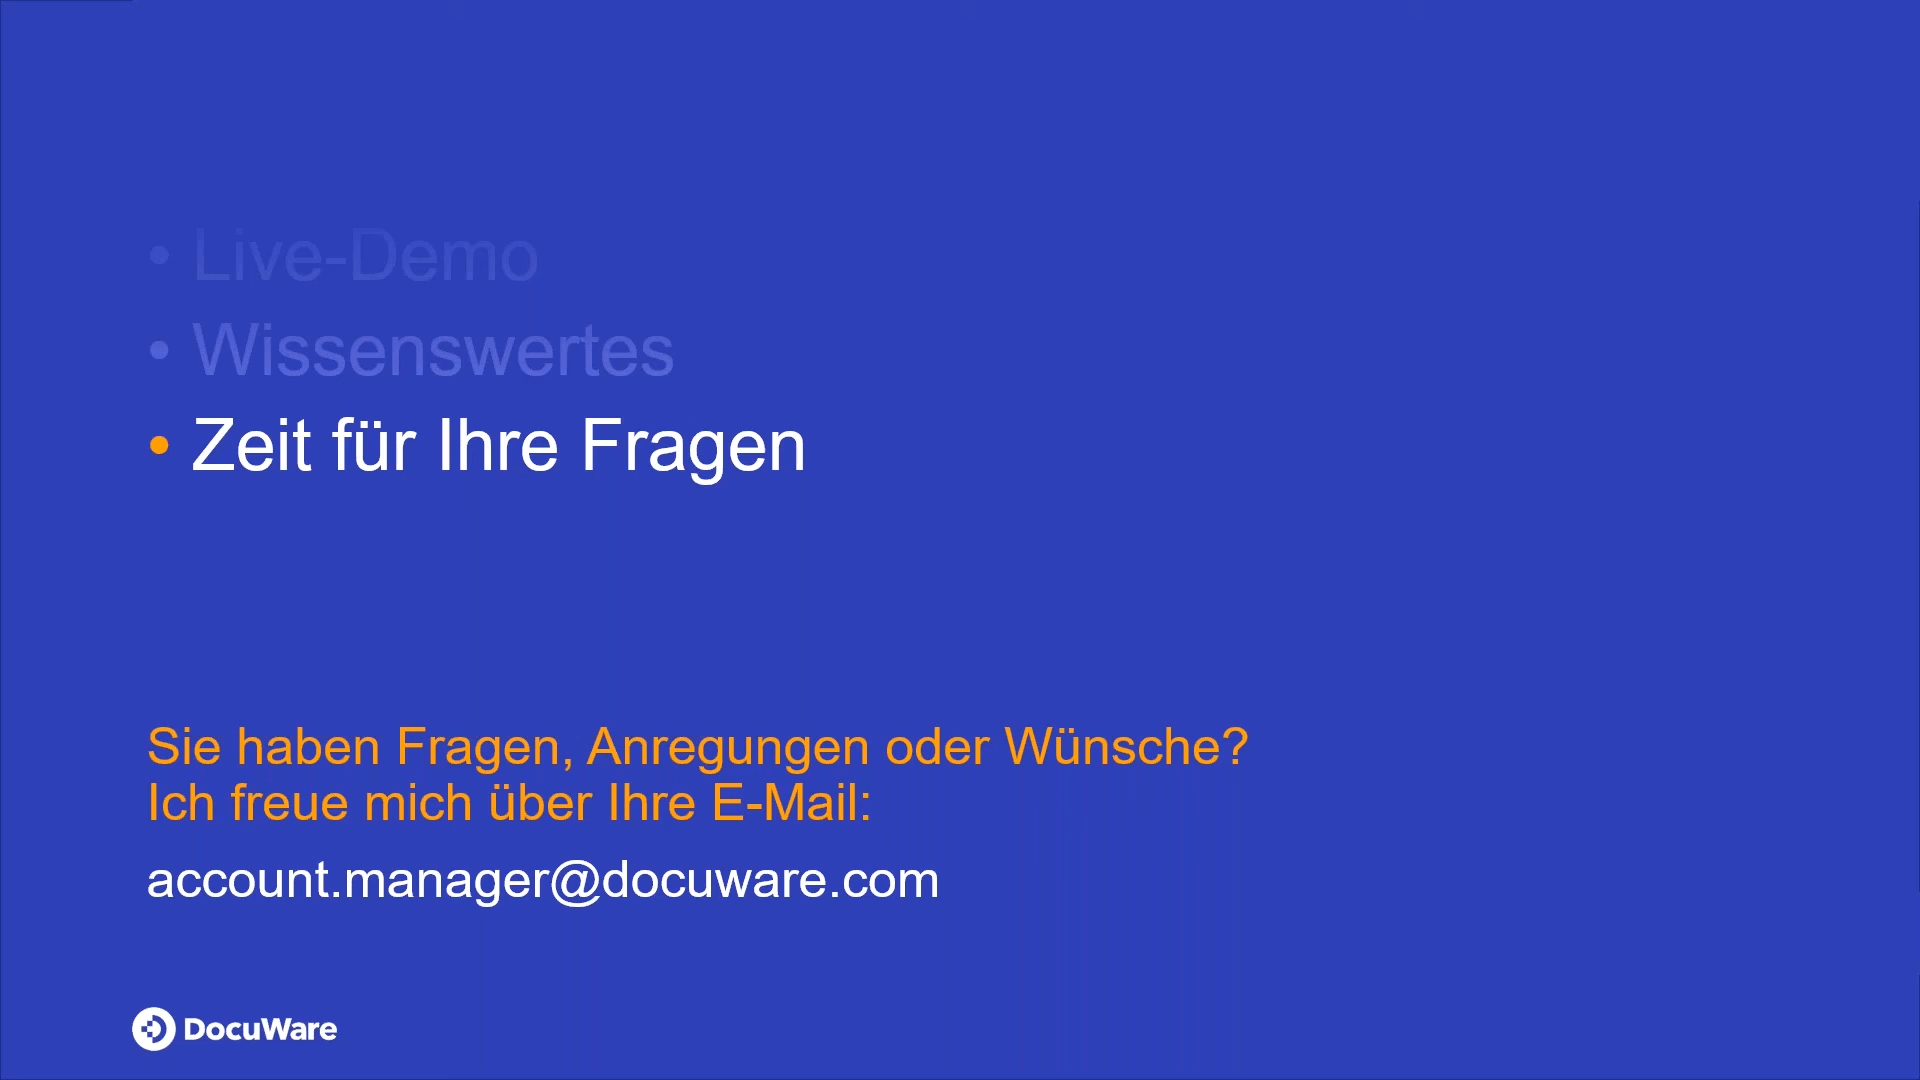 • Live-Demo
• Wissenswertes
• Zeit für Ihre Fragen
Sie haben Fragen, Anregungen oder Wünsche?
Ich freue mich über Ihre E-Mail:
account.manager@docuware.com
DocuWare